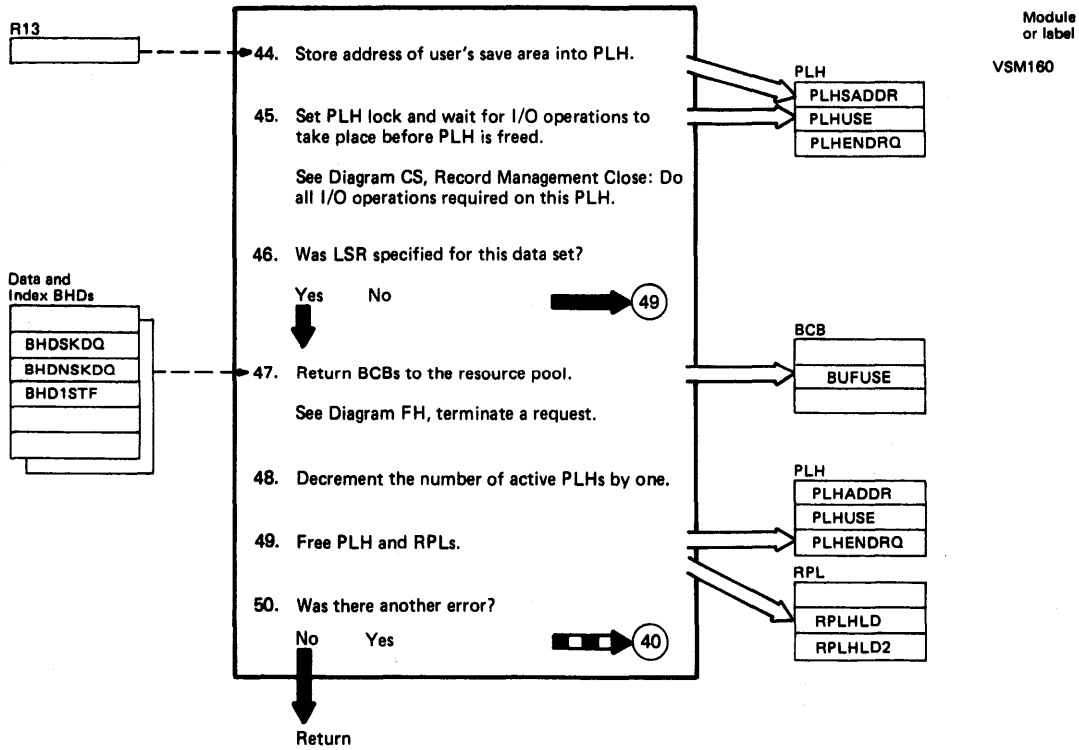 R13
Module
or label
VSM160
44. Store address of user's save area into PLH.
PLH
PLHSADDR
PLHUSE
PLHENDRQ
45. Set PLH lock and wait for I/O operations to
take place before PLH is freed.
See Diagram CS, Record Management Close: Do
all I/O operations required on this PLH.
46. Was LSR specified for this data set?
Yes No 49
Data and
Index BHDs
BHDSKDQ
BHDNSKDQ
BHD1STF
47. Return BCBs to the resource pool.
See Diagram FH, terminate a request.
BCB
BUFUSE
48. Decrement the number of active PLHs by one.
PLH
PLHADDR
PLHUSE
PLHENDRQ
49. Free PLH and RPLs.
RPL
RPLHLD
RPLHLD2
50. Was there another error?
No Yes 40
Return